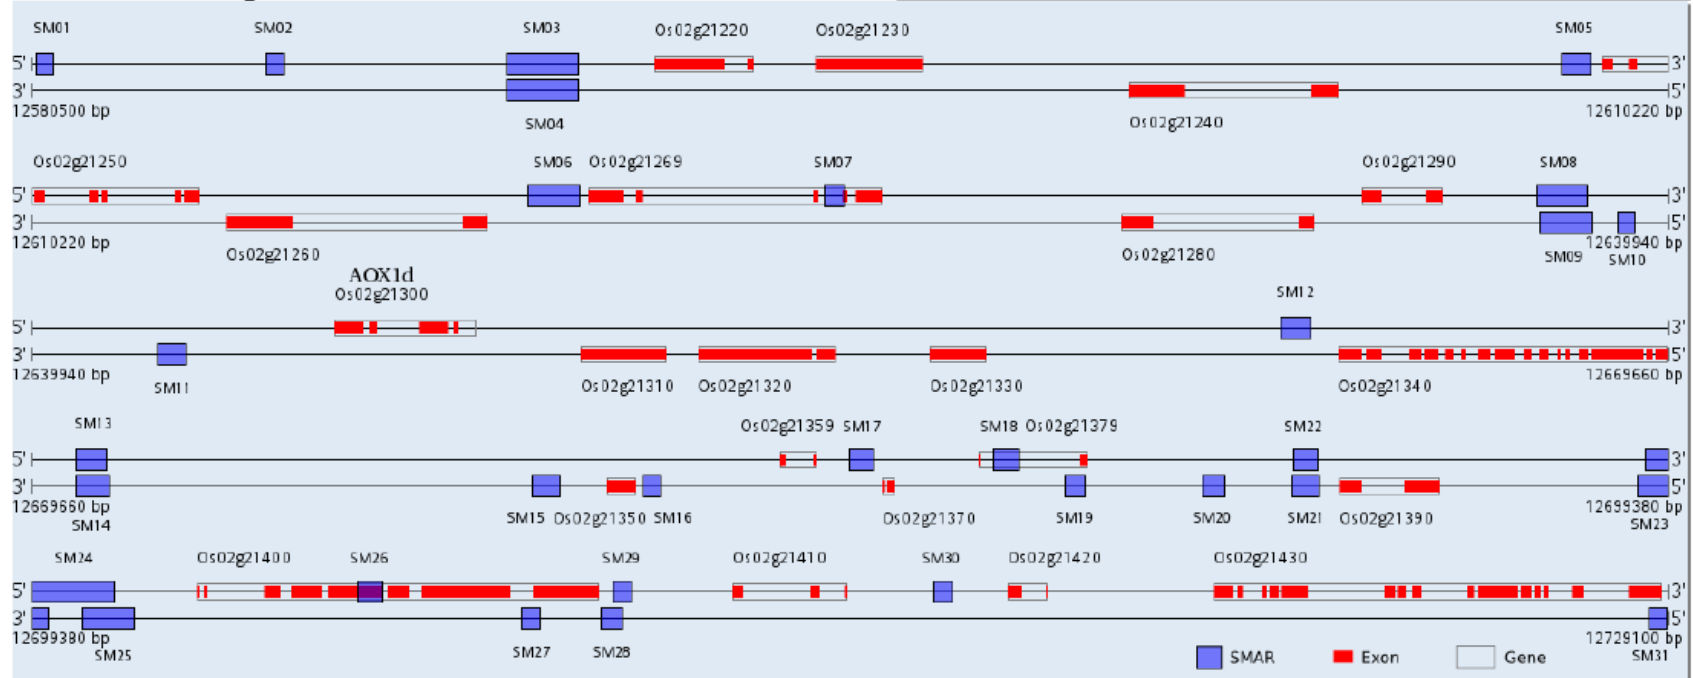 SM01 SM02 SM03 Os02g21220 Os02g21230 SM05
5' 3'
3' 5'
12580500 bp 12610220 bp
SM04 Os02g21240
Os02g21250 SM06 Os02g21269 SM07 Os02g21290 SM08
5' 3'
3' 5'
12610220 bp 12639940 bp
Os02g21260 Os02g21280 SM09 SM10
AOX1d
Os02g21300 SM12
5' 3'
3' 5'
12639940 bp 12669660 bp
SM11 Os02g21310 Os02g21320 Os02g21330 Os02g21340
SM13 Os02g21359 SM17 SM18 Os02g21379 SM22
5' 3'
3' 5'
12669660 bp 12699380 bp
SM14 SM15 Os02g21350 SM16 Os02g21370 SM19 SM20 SM21 Os02g21390 SM23
SM24 Os02g21400 SM26 SM29 Os02g21410 SM30 Os02g21420 Os02g21430
5' 3'
3' 5'
12699380 bp 12729100 bp
SM25 SM27 SM28 SM31
SMAR Exon Gene